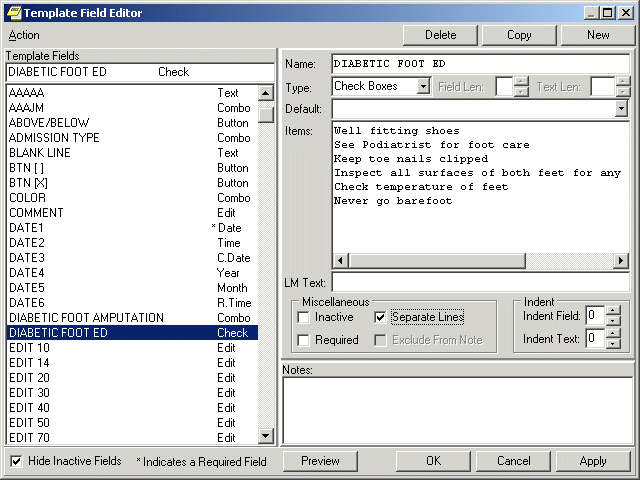 Template Field Editor
Action
Delete Copy New
Template Fields
DIABETIC FOOT ED Check
AAAAA Text
AAAJM Combo
ABOVE/BELOW Button
ADMISSION TYPE Combo
BLANK LINE Text
BTN [ ] Button
BTN [X] Button
COLOR Combo
COMMENT Edit
DATE1 * Date
DATE2 Time
DATE3 C.Date
DATE4 Year
DATE5 Month
DATE6 R.Time
DIABETIC FOOT AMPUTATION Combo
DIABETIC FOOT ED Check
EDIT 10 Edit
EDIT 14 Edit
EDIT 20 Edit
EDIT 30 Edit
EDIT 40 Edit
EDIT 50 Edit
EDIT 70 Edit
Name: DIABETIC FOOT ED
Type: Check Boxes Field Len: Text Len:
Default:
Items: Well fitting shoes
See Podiatrist for foot care
Keep toe nails clipped
Inspect all surfaces of both feet for any
Check temperature of feet
Never go barefoot
LM Text:
Miscellaneous
Inactive Separate Lines
Required Exclude From Note
Indent
Indent Field: 0
Indent Text: 0
Notes:
Hide Inactive Fields * Indicates a Required Field Preview OK Cancel Apply